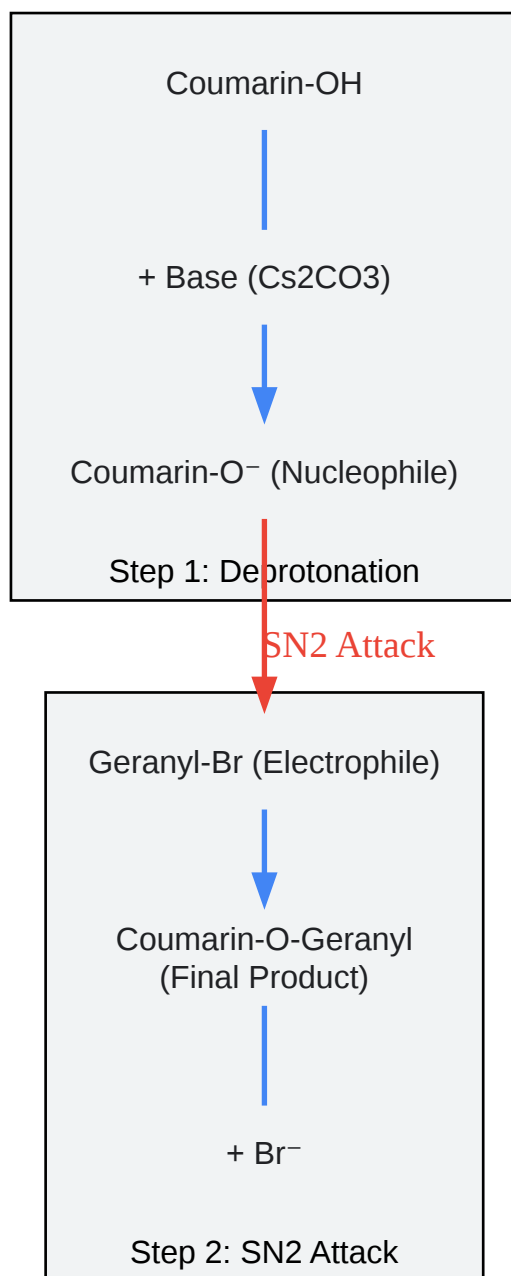 Coumarin-OH
+ Base (Cs2CO3)
Coumarin-O⁻ (Nucleophile)
Step 1: Deprotonation
SN2 Attack
Geranyl-Br (Electrophile)
Coumarin-O-Geranyl
(Final Product)
+ Br⁻
Step 2: SN2 Attack